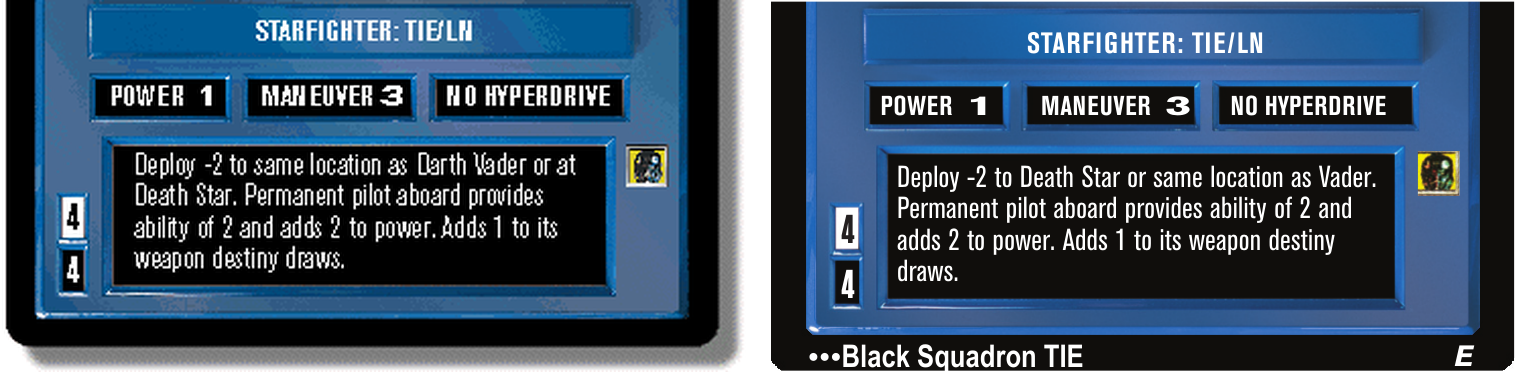 STARFIGHTER: TIE/LN
POWER 1
MANEUVER 3
NO HYPERDRIVE
Deploy -2 to same location as Darth Vader or at
Death Star. Permanent pilot aboard provides
ability of 2 and adds 2 to power. Adds 1 to its
weapon destiny draws.
4
4
STARFIGHTER: TIE/LN
POWER 1
MANEUVER 3
NO HYPERDRIVE
Deploy -2 to Death Star or same location as Vader.
Permanent pilot aboard provides ability of 2 and
adds 2 to power. Adds 1 to its weapon destiny
draws.
4
4
•••Black Squadron TIE
E